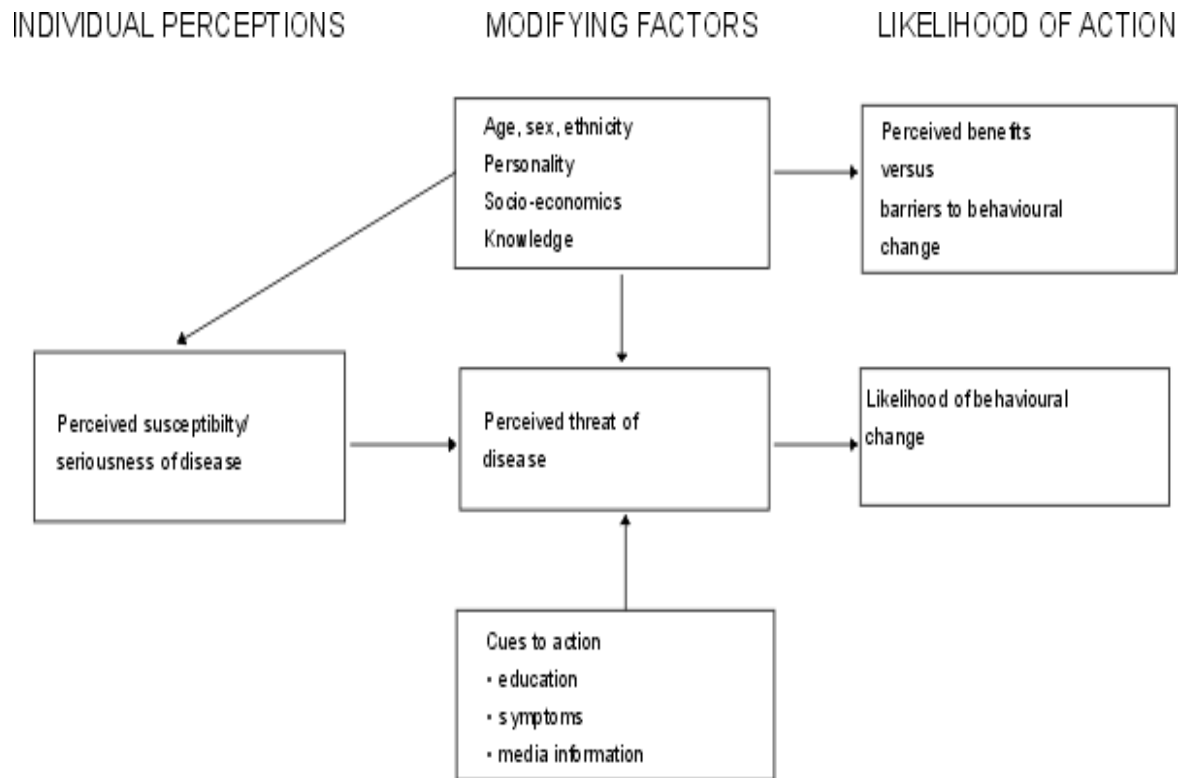 INDIVIDUAL PERCEPTIONS
MODIFYING FACTORS
LIKELIHOOD OF ACTION
Age, sex, ethnicity
Personality
Socio-economics
Knowledge
Perceived benefits
versus
barriers to behavioural
change
Perceived susceptibilty/
seriousness of disease
Perceived threat of
disease
Likelihood of behavioural
change
Cues to action
• education
• symptoms
• media information